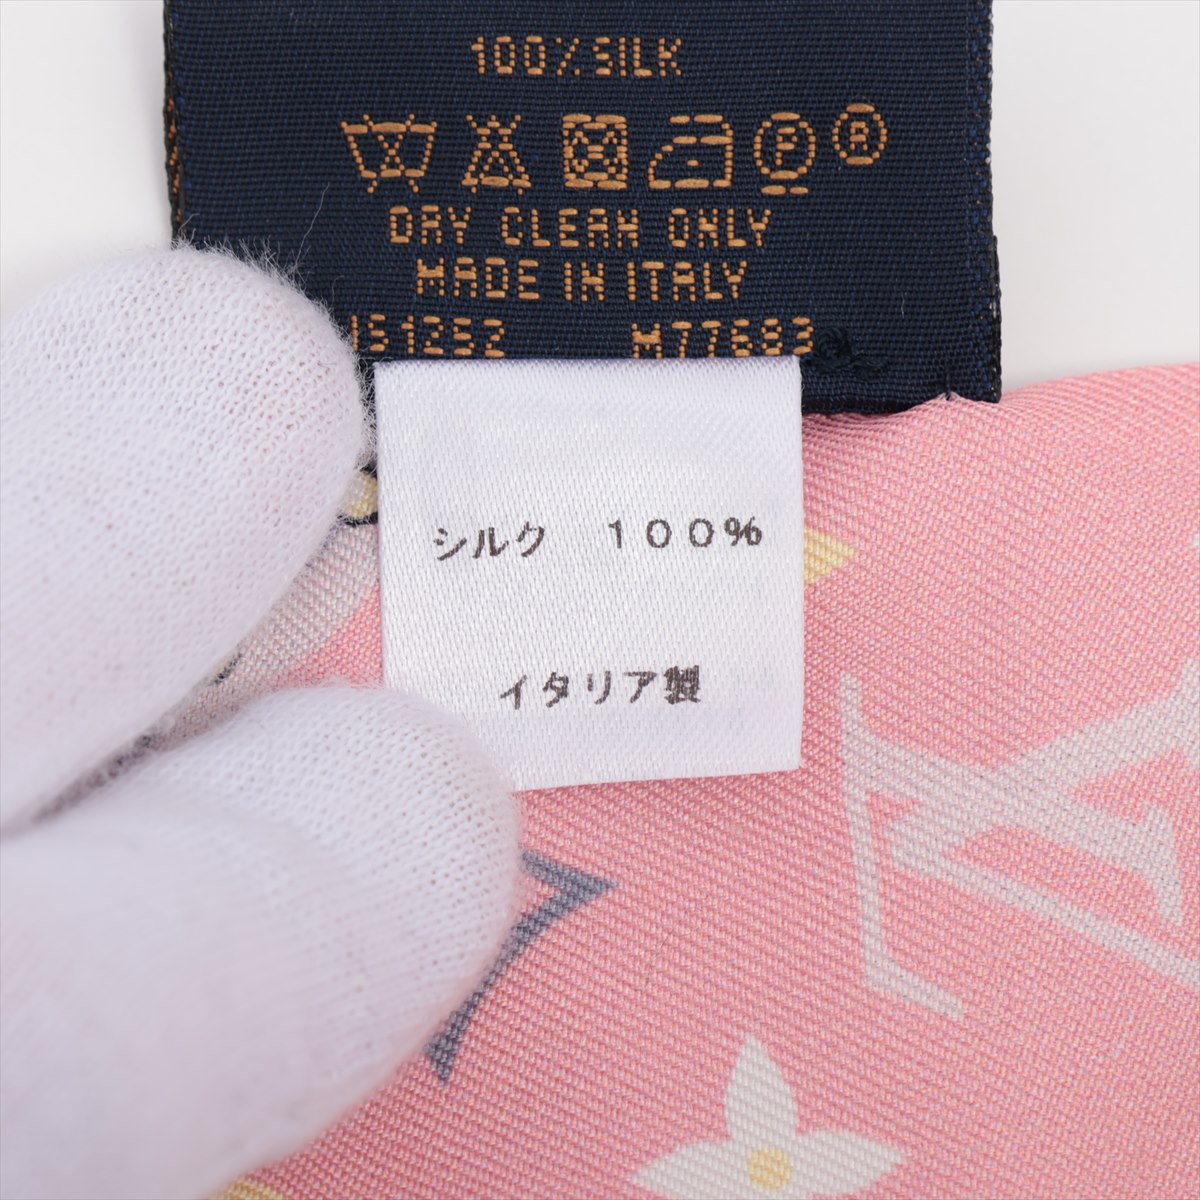 100% SILK
DRY CLEAN ONLY
MADE IN ITALY
M77683
シルク 100%
イタリア製